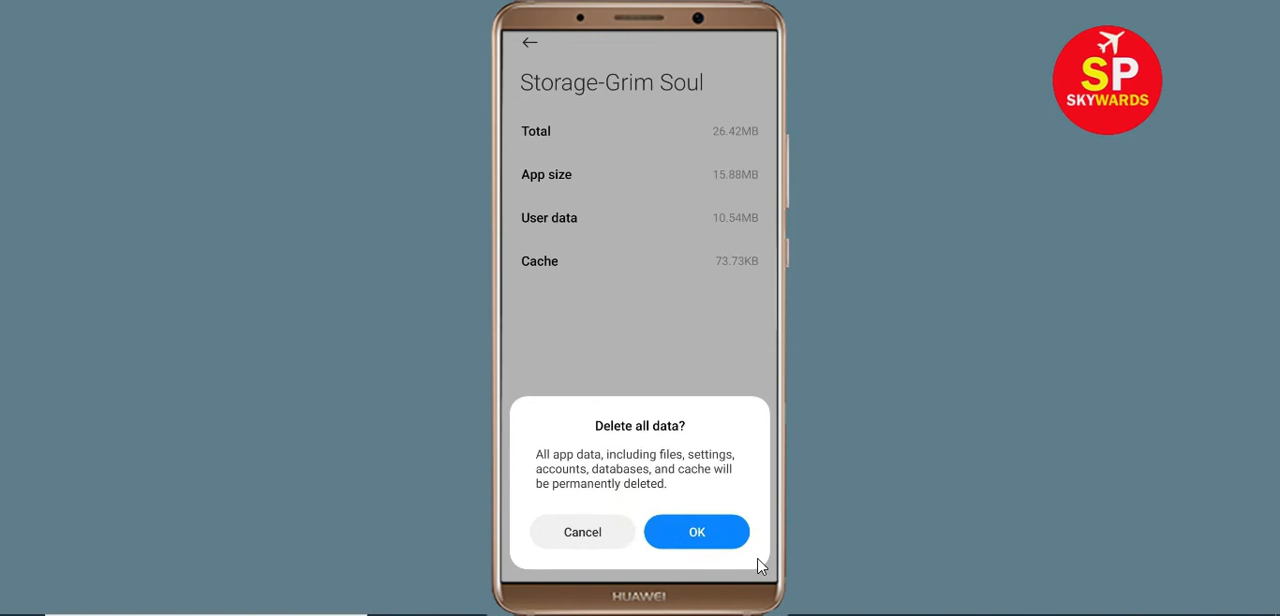 Storage-Grim Soul
Total 26.42MB
App size 15.88MB
User data 10.54MB
Cache 73.73KB
Delete all data?
All app data, including files, settings,
accounts, databases, and cache will
be permanently deleted.
Cancel OK
HUAWEI
SP
SKYWARDS